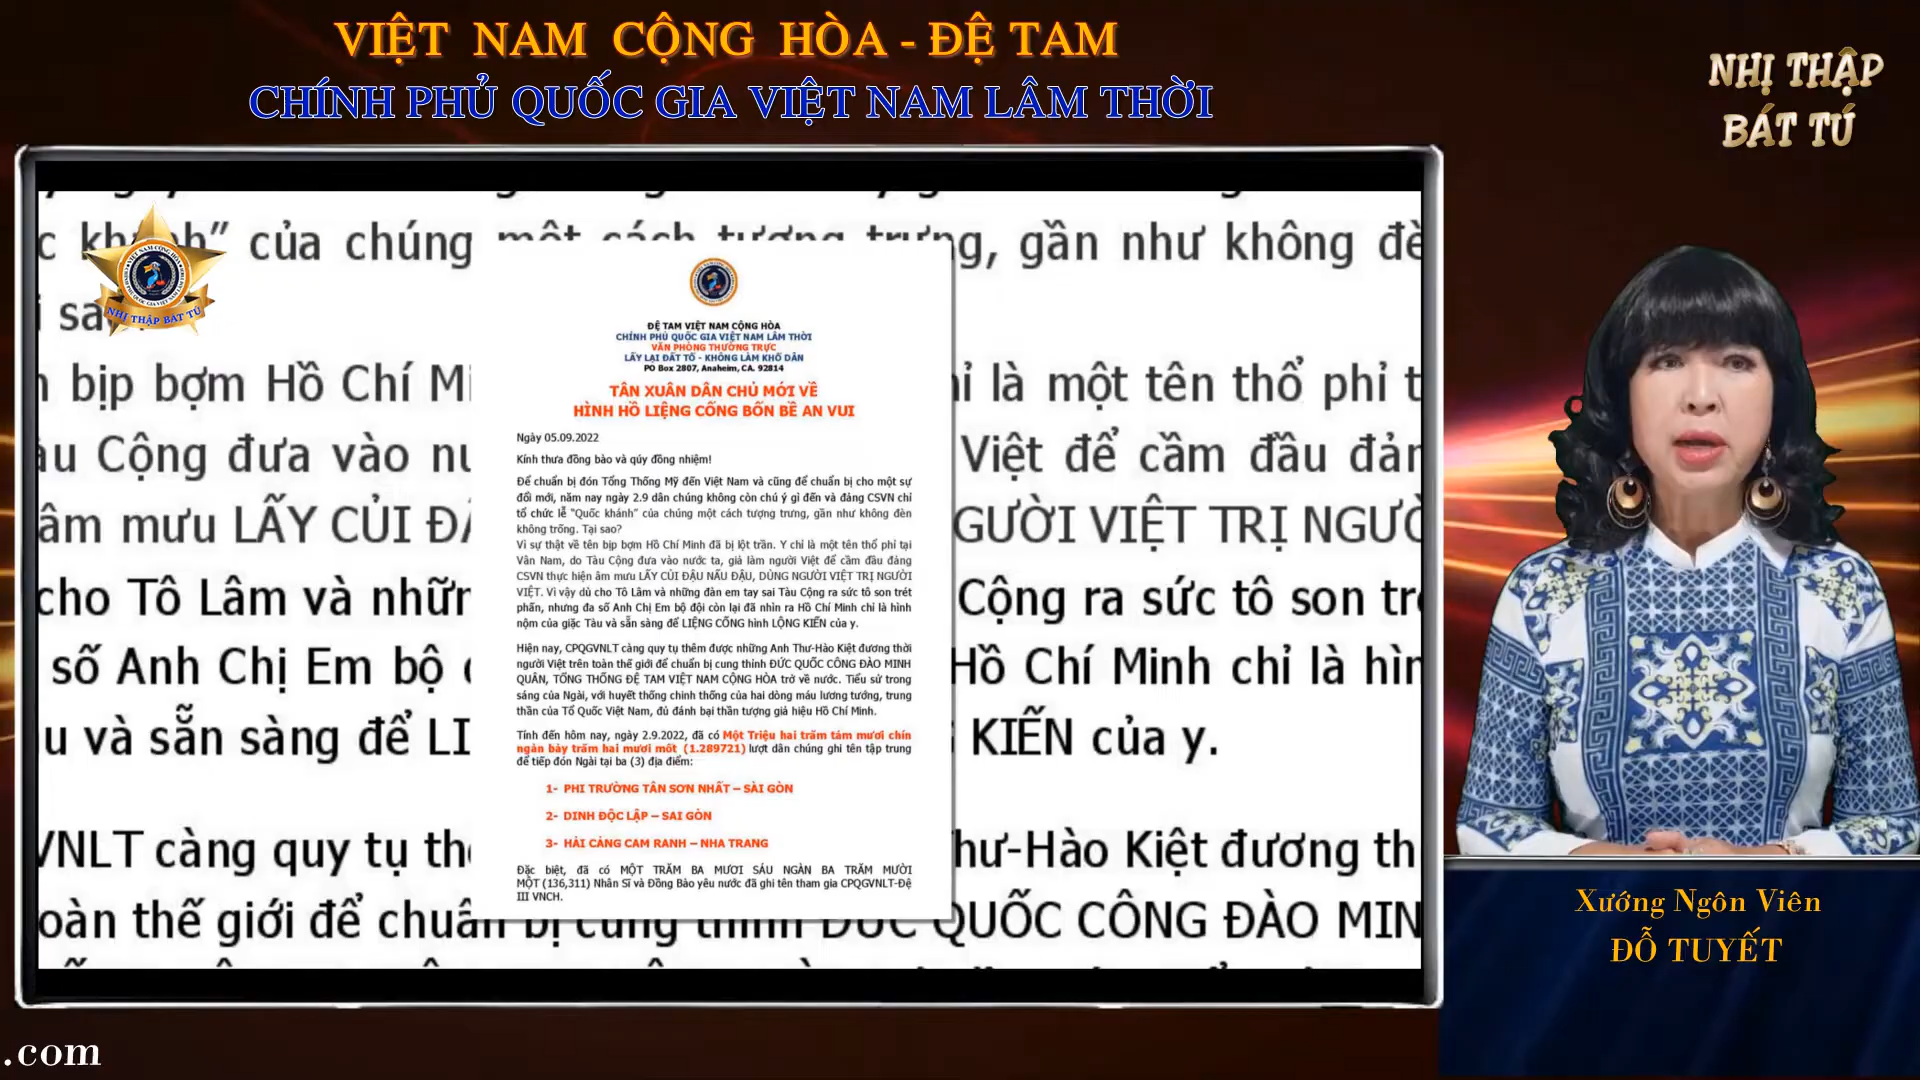 VIỆT NAM CỘNG HÒA - ĐỆ TAM
CHÍNH PHỦ QUỐC GIA VIỆT NAM LÂM THỜI
NHỊ THẬP
BÁT TÚ
NHỊ THẬP BÁT TÚ
ĐỆ TAM VIỆT NAM CỘNG HÒA
CHÍNH PHỦ QUỐC GIA VIỆT NAM LÂM THỜI
VĂN PHÒNG THƯỜNG TRỰC
LẤY LẠI ĐẤT TỔ - KHÔNG LÀM KHỔ DÂN
PO Box 2807, Anaheim, CA. 92814
TÂN XUÂN DÂN CHỦ MỚI VỀ
HÌNH HỒ LIỆNG CỐNG BỐN BỀ AN VUI
Ngày 05.09.2022
Kính thưa đồng bào và qúy đồng nhiệm!
Để chuẩn bị đón Tổng Thống Mỹ đến Việt Nam và cũng để chuẩn bị cho một sự
đổi mới, năm nay ngày 2.9 dân chúng không còn chú ý gì đến và đảng CSVN chỉ
tổ chức lễ "Quốc khánh" của chúng một cách tượng trưng, gần như không đèn
không trống. Tại sao?
Vì sự thật về tên bịp bợm Hồ Chí Minh đã bị lột trần. Y chỉ là một tên thổ phỉ tại
Vân Nam, do Tàu Cộng đưa vào nước ta, giả làm người Việt để cầm đầu đảng
CSVN thực hiện âm mưu LẤY CỦI ĐẬU NẤU ĐẬU, DÙNG NGƯỜI VIỆT TRỊ NGƯỜI
VIỆT. Vì vậy dù cho Tô Lâm và những đàn em tay sai Tàu Cộng ra sức tô son trét
phấn, nhưng đa số Anh Chị Em bộ đội còn lại đã nhìn ra Hồ Chí Minh chỉ là hình
nộm của giặc Tàu và sẵn sàng để LIỆNG CỐNG hình LỘNG KIẾN của y.
Hiện nay, CPQGVNLT càng quy tụ thêm được những Anh Thư-Hào Kiệt đương thời
người Việt trên toàn thế giới để chuẩn bị cung thỉnh ĐỨC QUỐC CÔNG ĐÀO MINH
QUÂN, TỔNG THỐNG ĐỆ TAM VIỆT NAM CỘNG HÒA trở về nước. Tiểu sử trong
sáng của Ngài, với huyết thống chính thống của hai dòng máu lương tướng, trung
thần của Tổ Quốc Việt Nam, đủ đánh bại thần tượng giả hiệu Hồ Chí Minh.
Tính đến hôm nay, ngày 2.9.2022, đã có Một Triệu hai trăm tám mươi chín
ngàn bảy trăm hai mươi mốt (1.289721) lượt dân chúng ghi tên tập trung
để tiếp đón Ngài tại ba (3) địa điểm:
1- PHI TRƯỜNG TÂN SƠN NHẤT – SÀI GÒN
2- DINH ĐỘC LẬP – SAI GÒN
3- HẢI CẢNG CAM RANH – NHA TRANG
Đặc biệt, đã có MỘT TRĂM BA MƯƠI SÁU NGÀN BA TRĂM MƯỜI
MỘT (136,311) Nhân Sĩ và Đồng Bào yêu nước đã ghi tên tham gia CPQGVNLT-Đệ
III VNCH.
Xướng Ngôn Viên
ĐỖ TUYẾT
.com